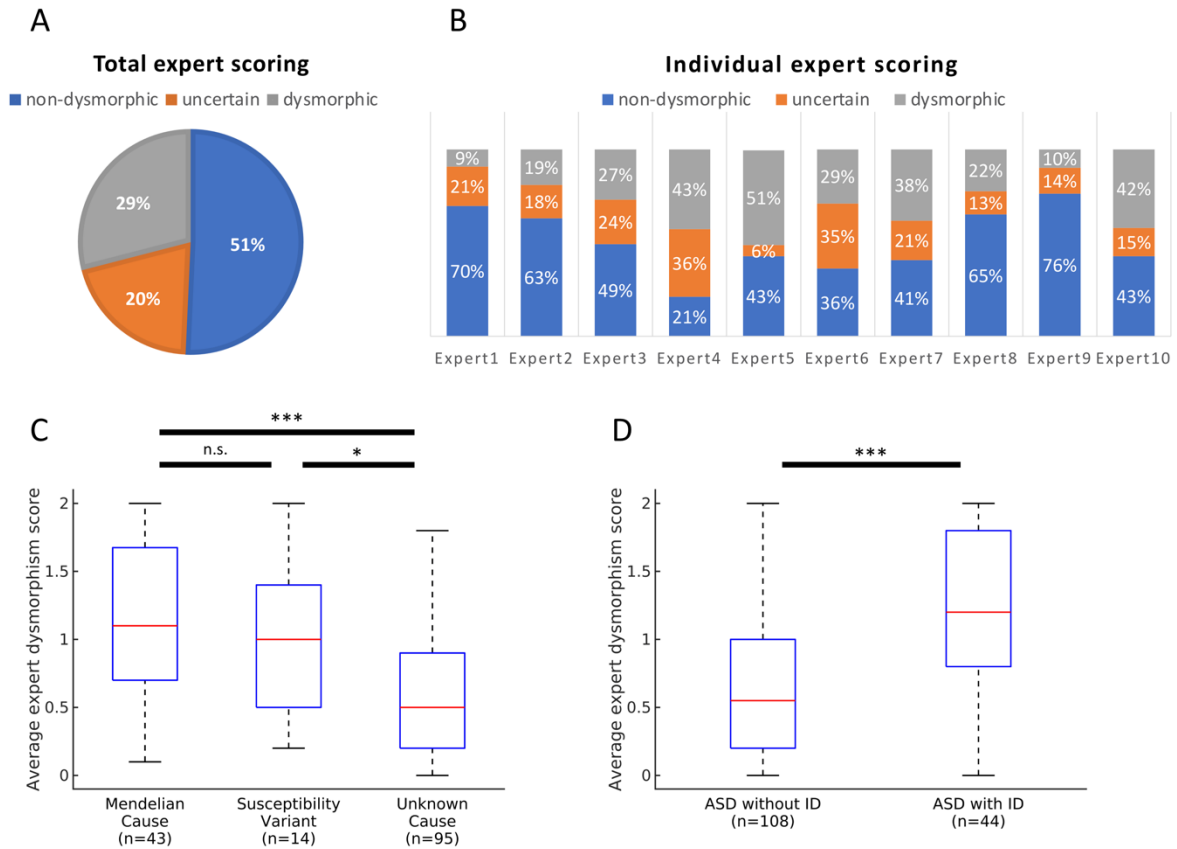 A
Total expert scoring
non-dysmorphic uncertain dysmorphic
29%
51%
20%
B
Individual expert scoring
non-dysmorphic uncertain dysmorphic
9% 19% 27% 43% 51% 29% 38% 22% 10% 42%
21% 18% 24% 36% 6% 35% 21% 13% 14% 15%
70% 63% 49% 21% 43% 36% 41% 65% 76% 43%
Expert1 Expert2 Expert3 Expert4 Expert5 Expert6 Expert7 Expert8 Expert9 Expert10
C
***
n.s. *
Average expert dysmorphism score
2
1.5
1
0.5
0
Mendelian Cause (n=43)
Susceptibility Variant (n=14)
Unknown Cause (n=95)
D
***
Average expert dysmorphism score
2
1.5
1
0.5
0
ASD without ID (n=108)
ASD with ID (n=44)